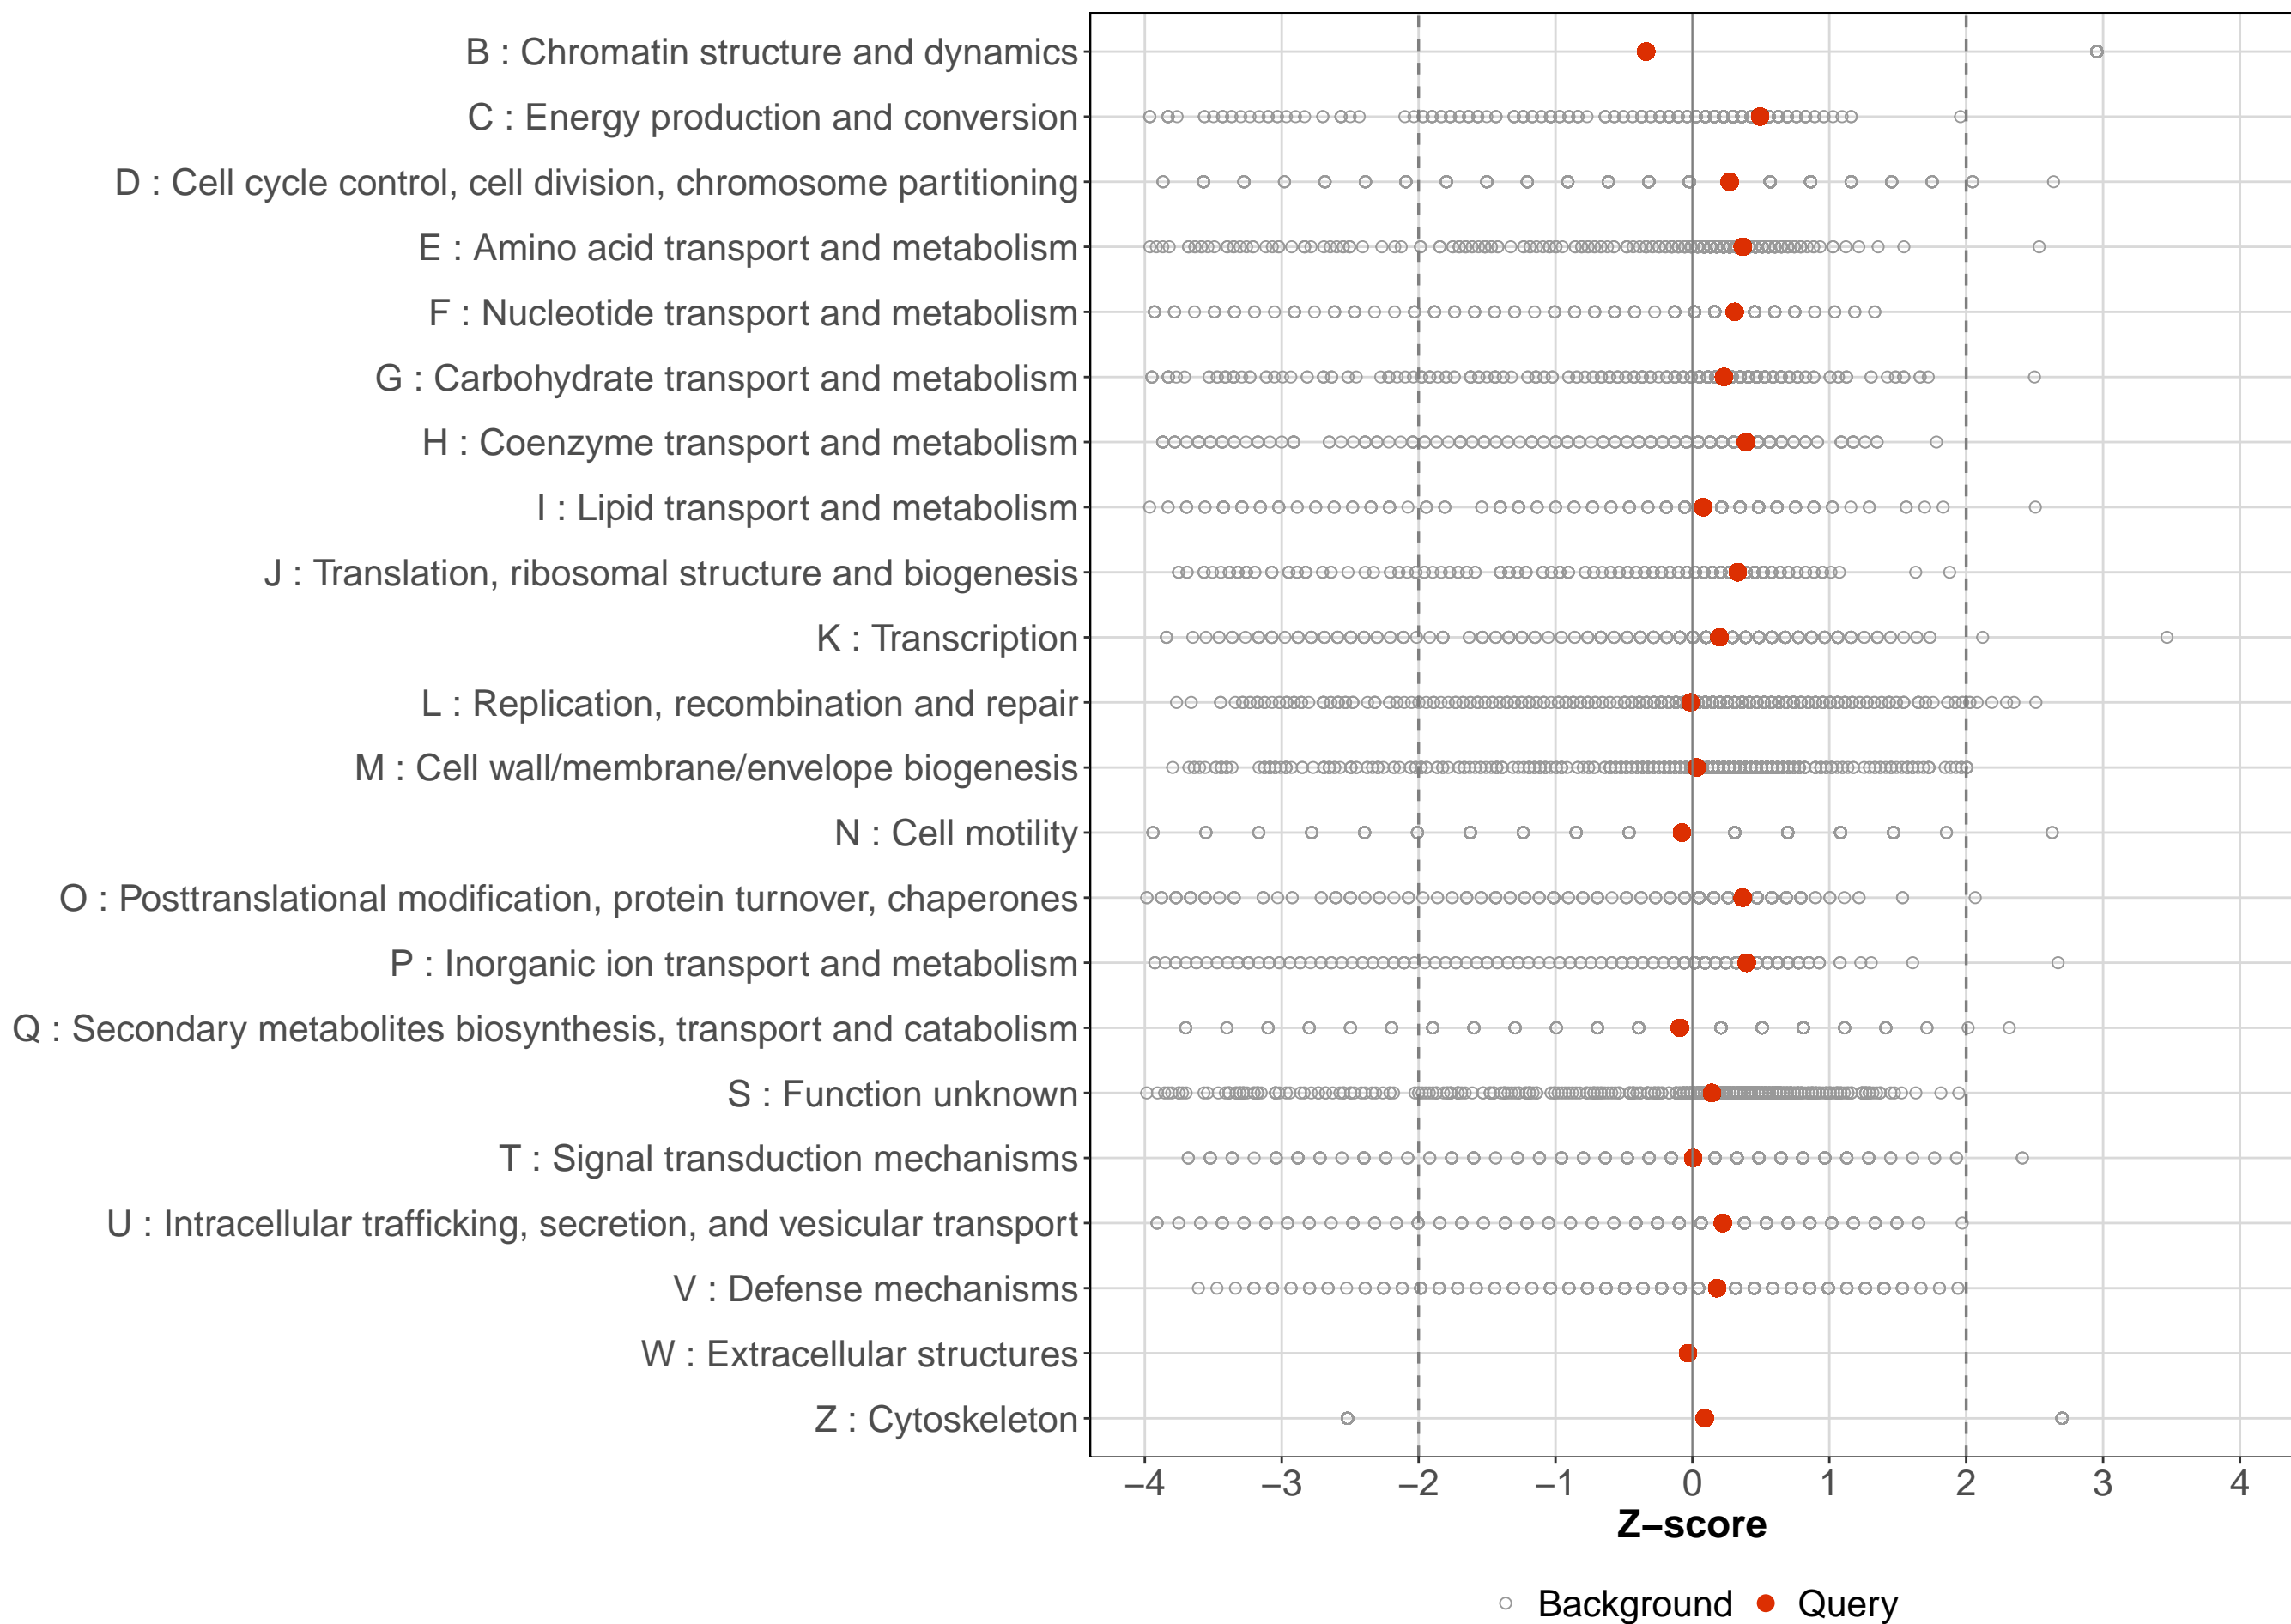 B : Chromatin structure and dynamics
C : Energy production and conversion
D : Cell cycle control, cell division, chromosome partitioning
E : Amino acid transport and metabolism
F : Nucleotide transport and metabolism
G : Carbohydrate transport and metabolism
H : Coenzyme transport and metabolism
I : Lipid transport and metabolism
J : Translation, ribosomal structure and biogenesis
K : Transcription
L : Replication, recombination and repair
M : Cell wall/membrane/envelope biogenesis
N : Cell motility
O : Posttranslational modification, protein turnover, chaperones
P : Inorganic ion transport and metabolism
Q : Secondary metabolites biosynthesis, transport and catabolism
S : Function unknown
T : Signal transduction mechanisms
U : Intracellular trafficking, secretion, and vesicular transport
V : Defense mechanisms
W : Extracellular structures
Z : Cytoskeleton
−4 −3 −2 −1 0 1 2 3 4
Z−score
Background Query